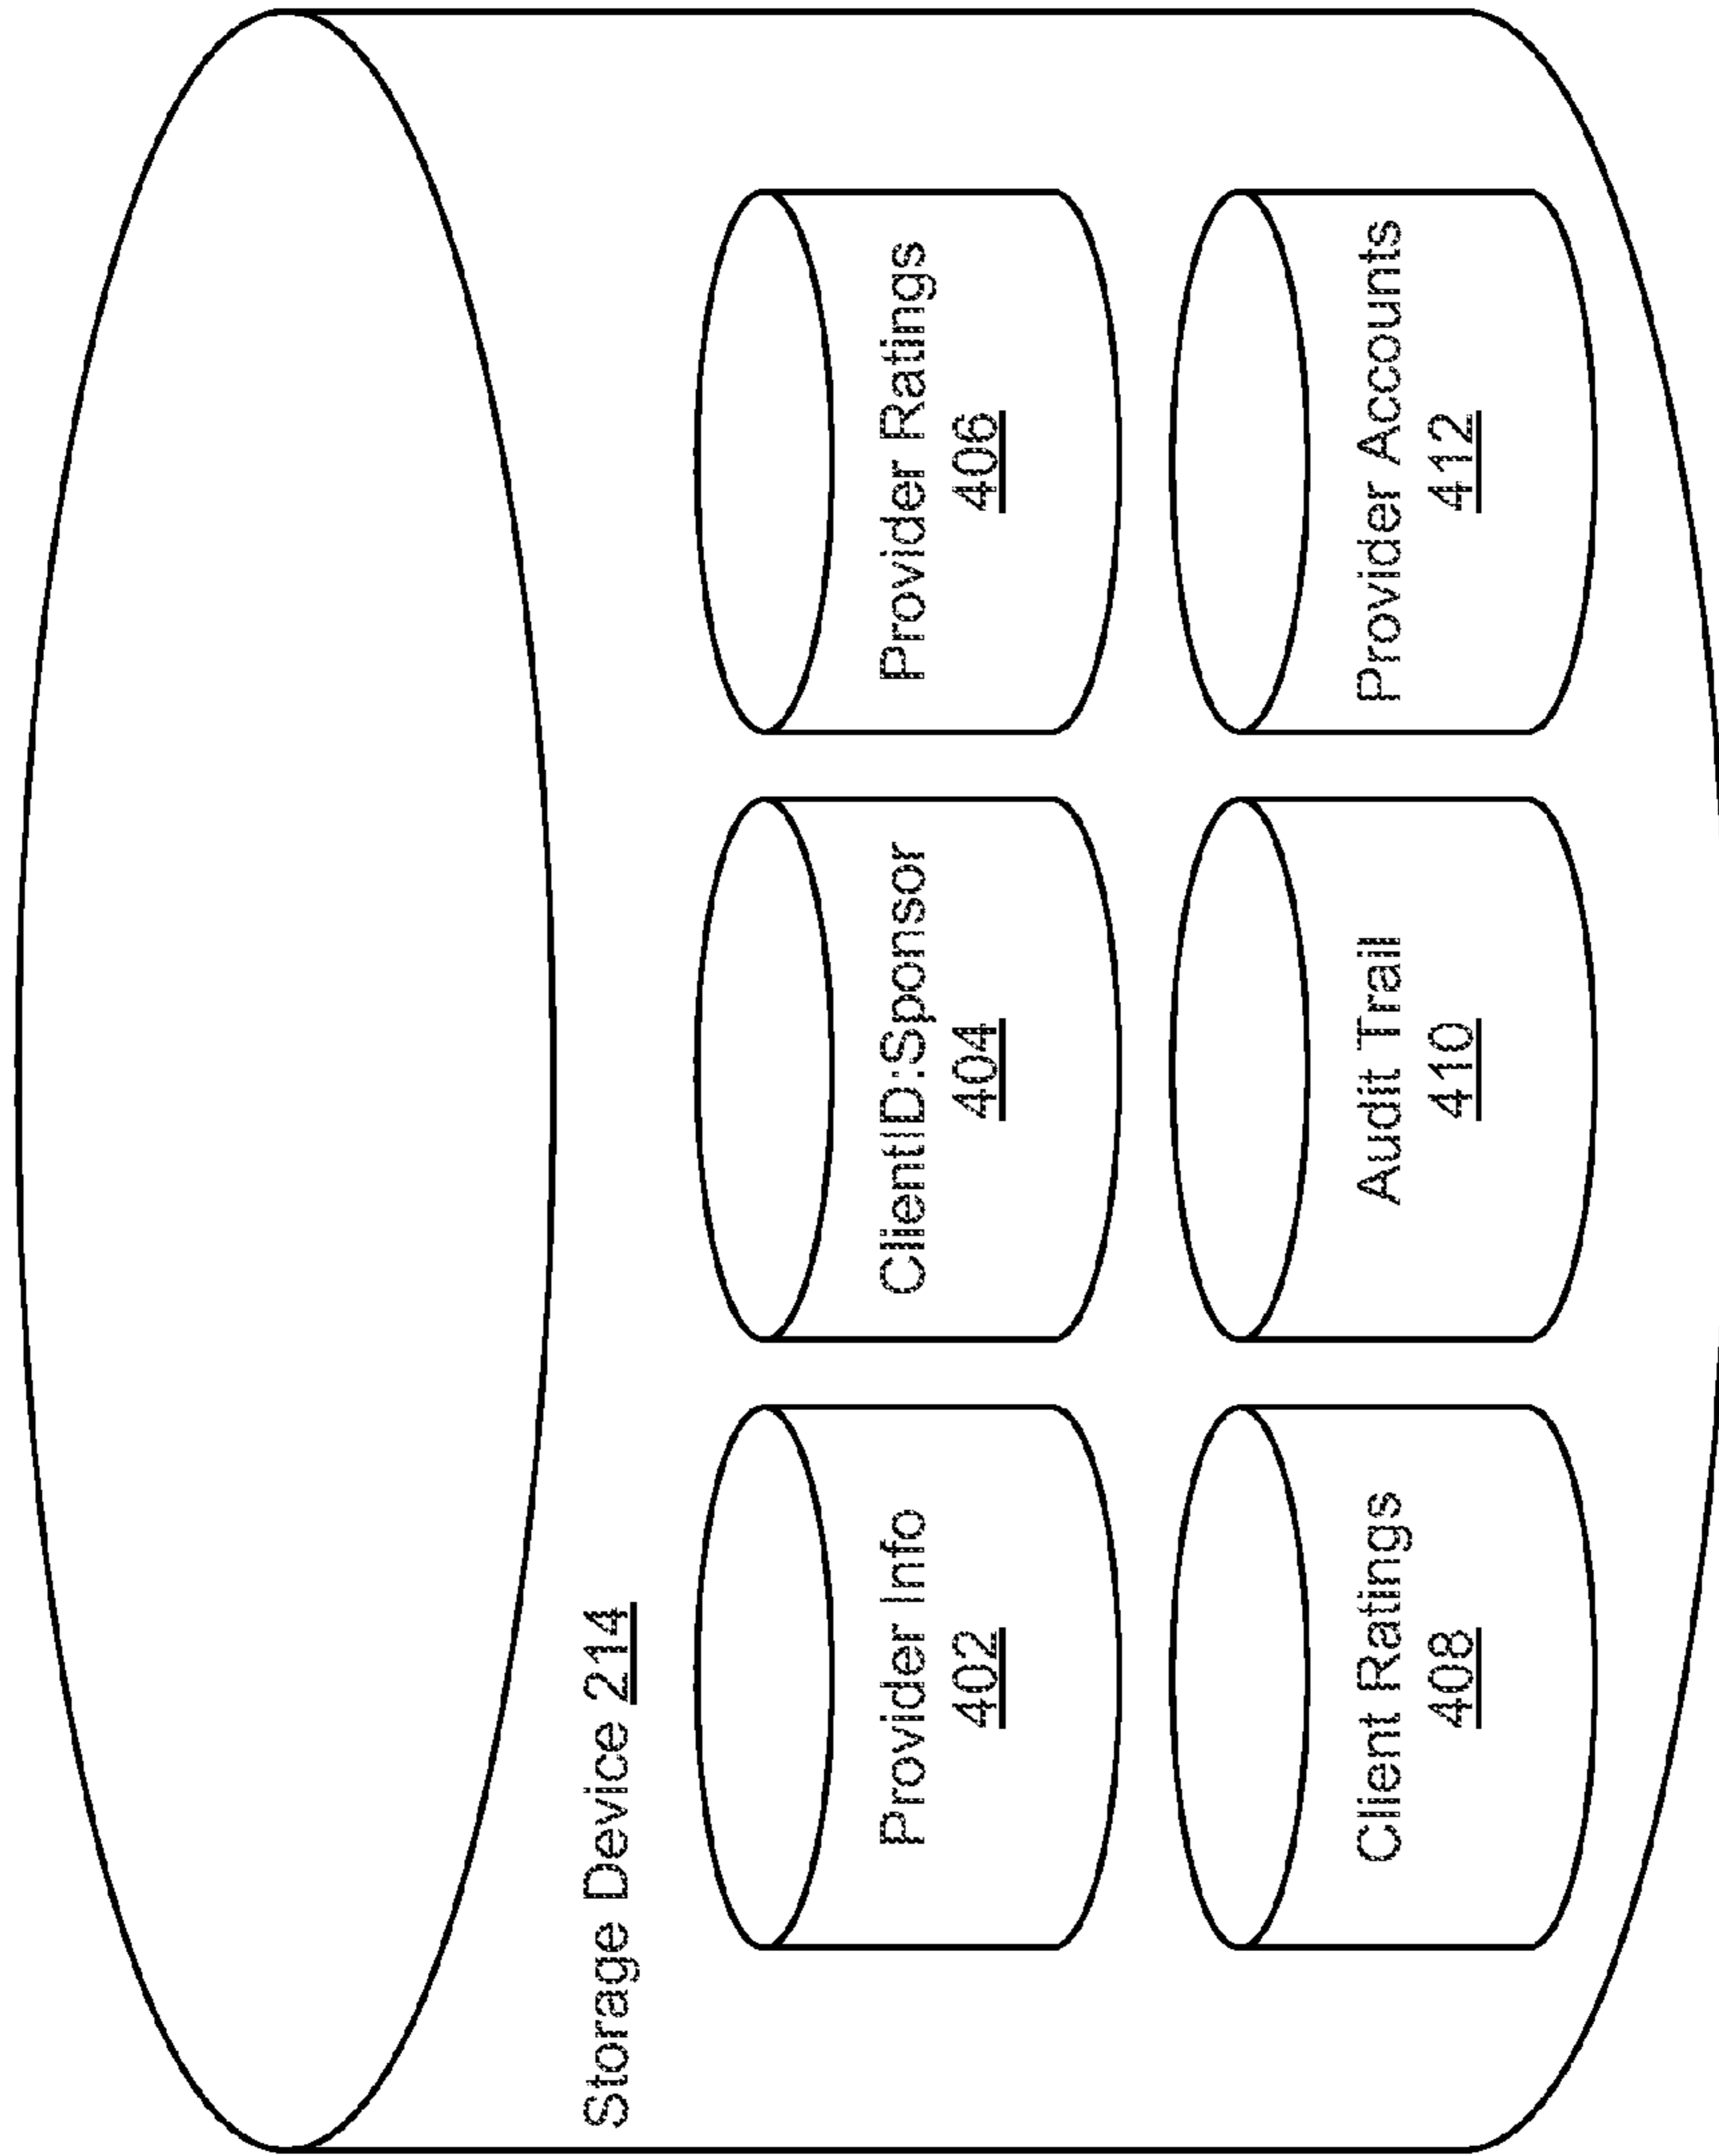 Storage Device 214
Provider Info
402
ClientID:Sponsor
404
Provider Ratings
406
Client Ratings
408
Audit Trail
410
Provider Accounts
412